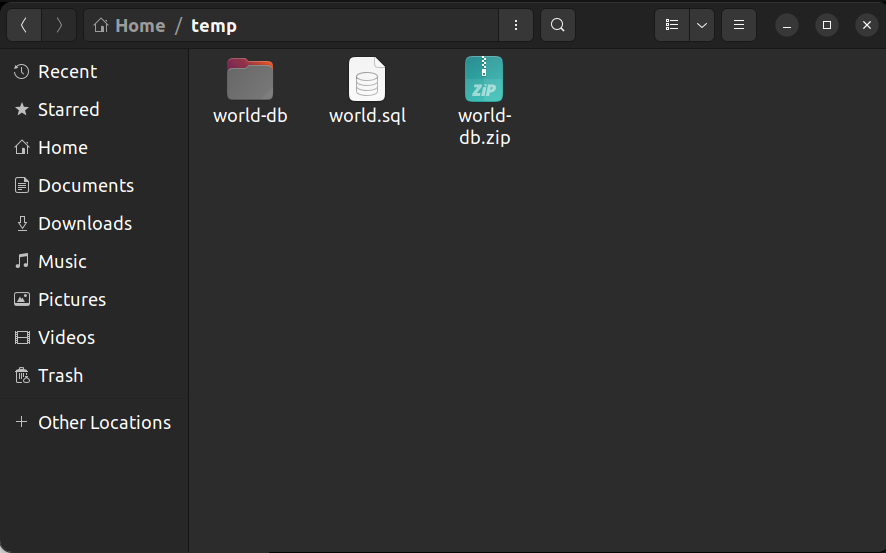 Home / temp
Recent
Starred
Home
Documents
Downloads
Music
Pictures
Videos
Trash
Other Locations
world-db
world.sql
ZiP
world-
db.zip